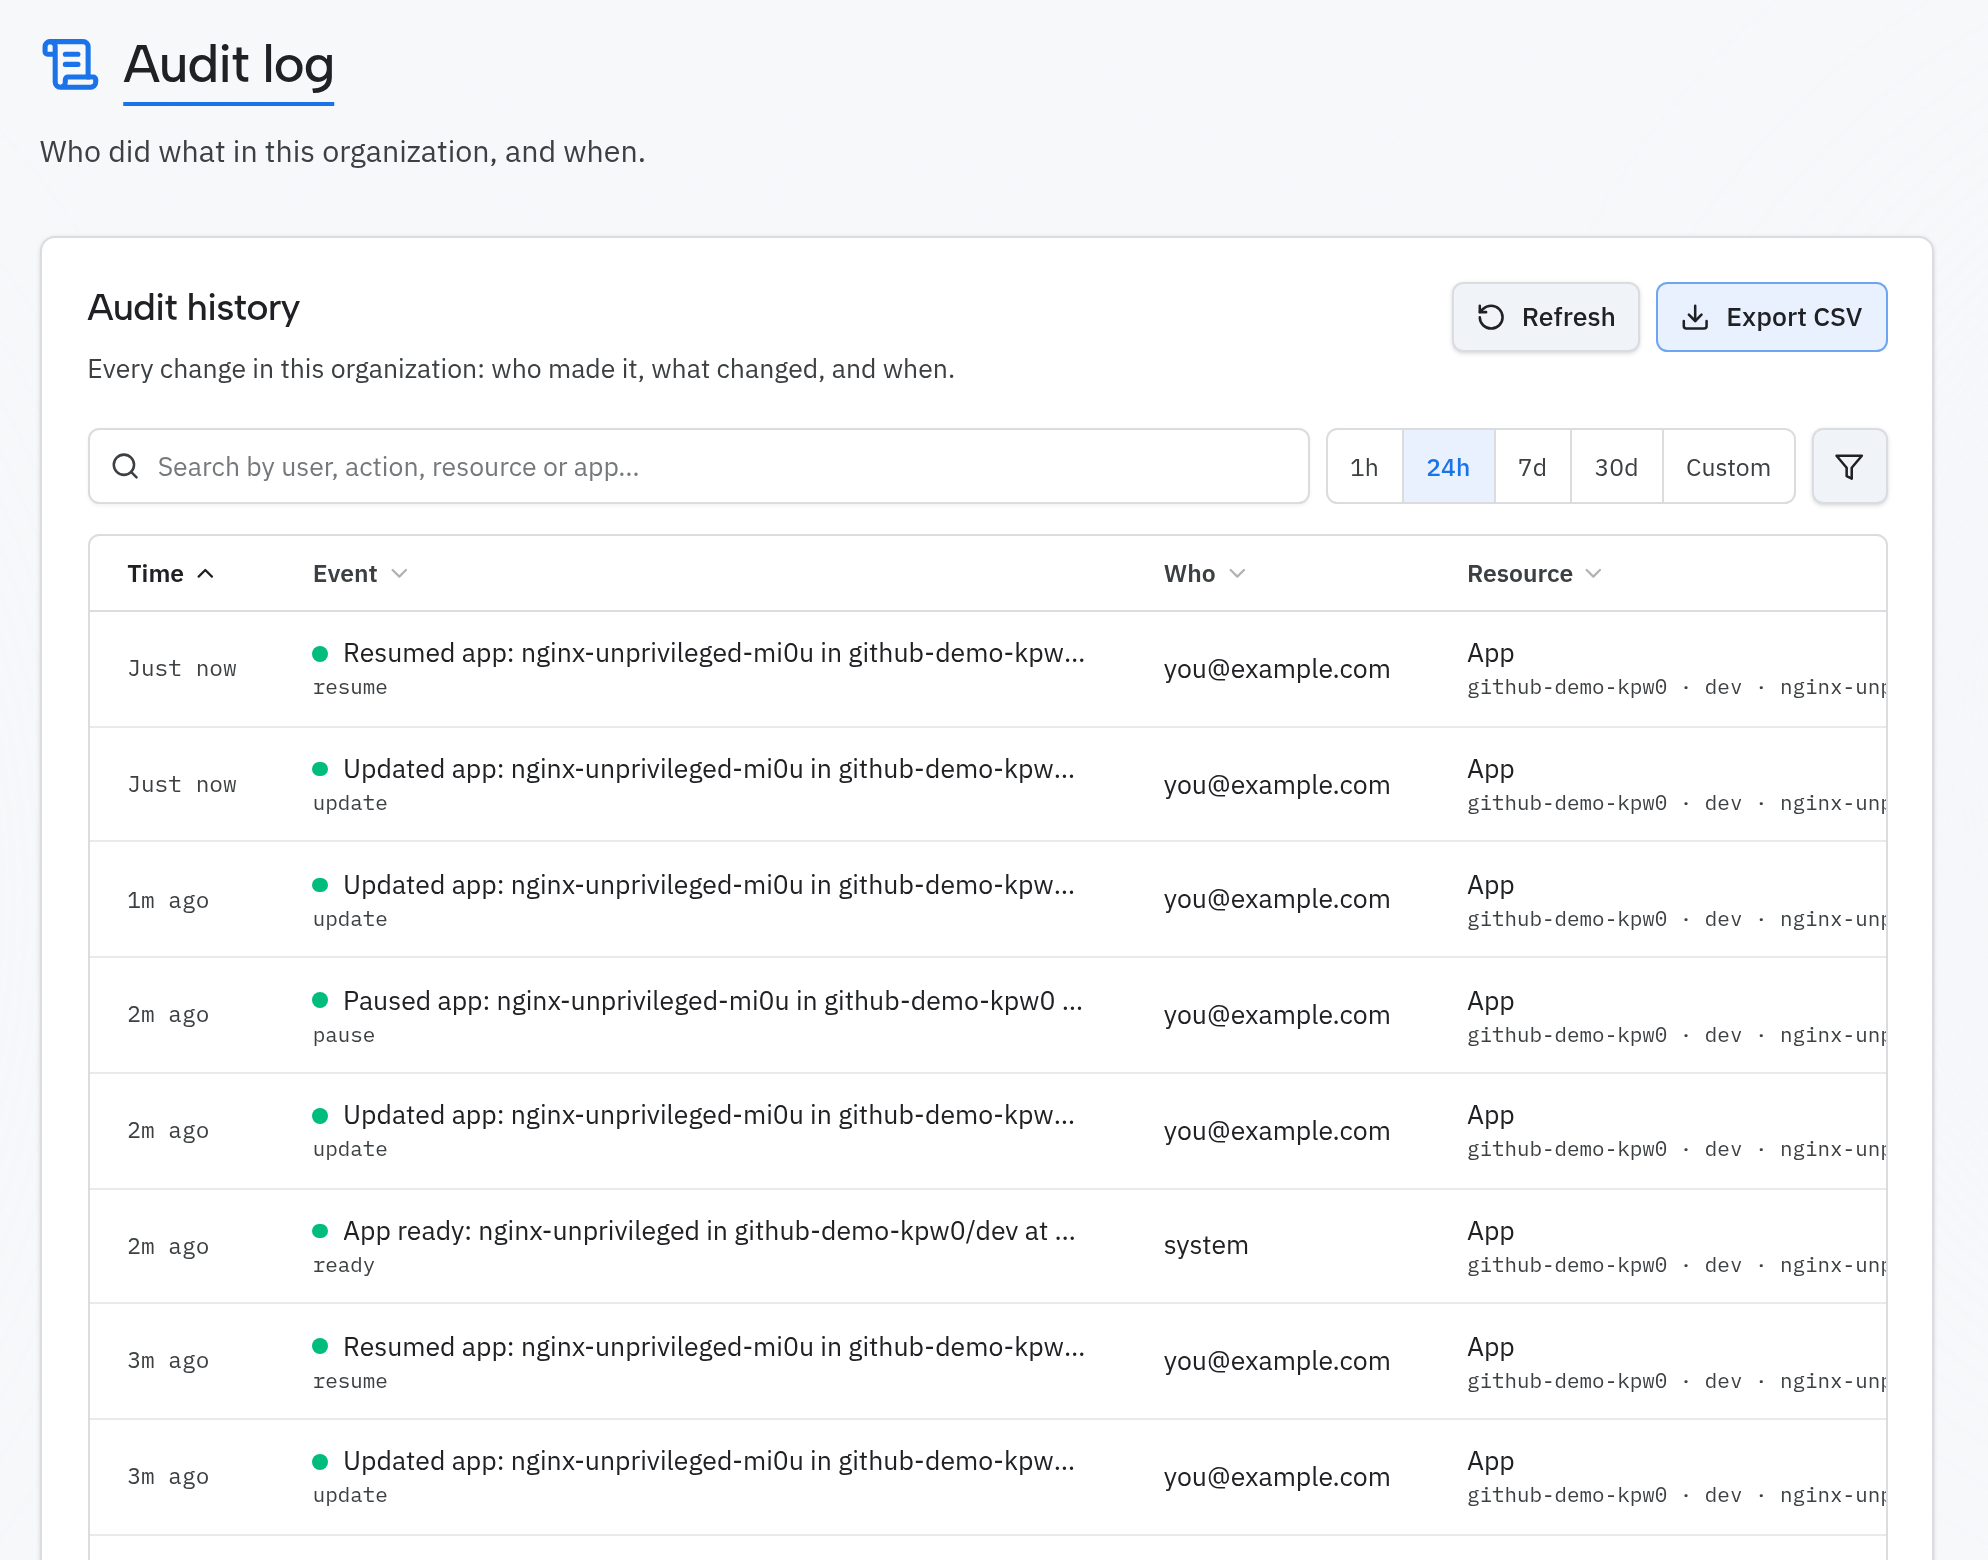 Audit log
Who did what in this organization, and when.
Audit history
Refresh
Export CSV
Every change in this organization: who made it, what changed, and when.
Search by user, action, resource or app...
1h
24h
7d
30d
Custom
Time
Event
Who
Resource
Just now
Resumed app: nginx-unprivileged-mi0u in github-demo-kpw...
resume
you@example.com
App
github-demo-kpw0 · dev · nginx-unp
Just now
Updated app: nginx-unprivileged-mi0u in github-demo-kpw...
update
you@example.com
App
github-demo-kpw0 · dev · nginx-unp
1m ago
Updated app: nginx-unprivileged-mi0u in github-demo-kpw...
update
you@example.com
App
github-demo-kpw0 · dev · nginx-unp
2m ago
Paused app: nginx-unprivileged-mi0u in github-demo-kpw0 ...
pause
you@example.com
App
github-demo-kpw0 · dev · nginx-unp
2m ago
Updated app: nginx-unprivileged-mi0u in github-demo-kpw...
update
you@example.com
App
github-demo-kpw0 · dev · nginx-unp
2m ago
App ready: nginx-unprivileged in github-demo-kpw0/dev at ...
ready
system
App
github-demo-kpw0 · dev · nginx-unp
3m ago
Resumed app: nginx-unprivileged-mi0u in github-demo-kpw...
resume
you@example.com
App
github-demo-kpw0 · dev · nginx-unp
3m ago
Updated app: nginx-unprivileged-mi0u in github-demo-kpw...
update
you@example.com
App
github-demo-kpw0 · dev · nginx-unp